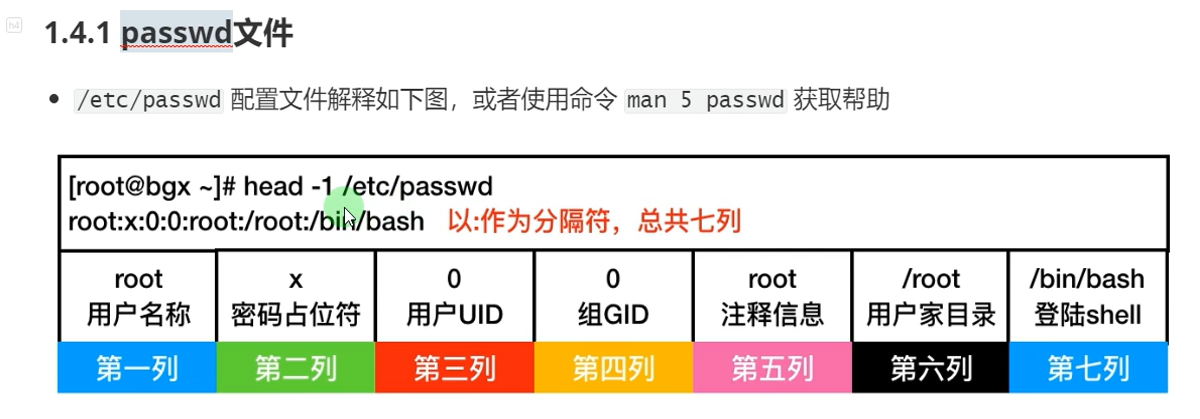 h4
1.4.1 passwd文件
/etc/passwd 配置文件解释如下图，或者使用命令 man 5 passwd 获取帮助
[root@bgx ~]# head -1 /etc/passwd
root:x:0:0:root:/root:/bin/bash 以:作为分隔符，总共七列
root x 0 0 root /root /bin/bash
用户名称 密码占位符 用户UID 组GID 注释信息 用户家目录 登陆shell
第一列 第二列 第三列 第四列 第五列 第六列 第七列